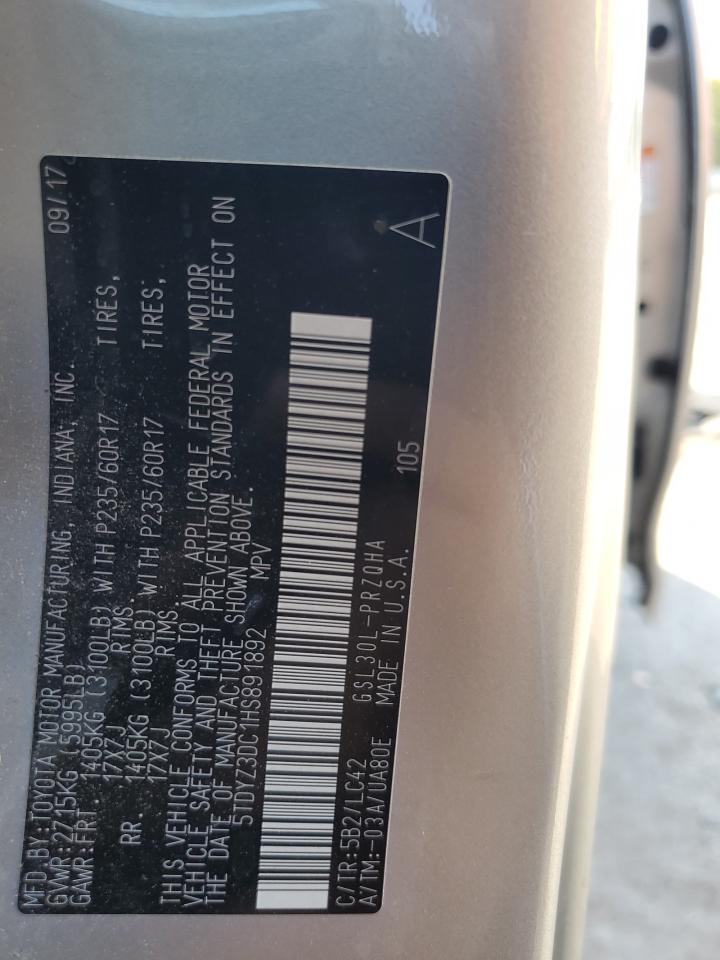 MFD.BY:TOYOTA MOTOR MANUFACTURING, INDIANA, INC. 09/17
GVWR:2715KG (5995LB)
GAWR:FRT. 1405KG (3100LB) WITH P235/60R17 TIRES,
17X7J RIMS
RR. 1405KG (3100LB) WITH P235/60R17 TIRES,
17X7J RIMS
THIS VEHICLE CONFORMS TO ALL APPLICABLE FEDERAL MOTOR
VEHICLE SAFETY AND THEFT PREVENTION STANDARDS IN EFFECT ON
THE DATE OF MANUFACTURE SHOWN ABOVE.
5TDYZ3DC1HS891892 MPV
C/TR:5B2/LC42 GSL30L-PRZQHA 105 A
A/TM:-03A/UA80E MADE IN U.S.A.